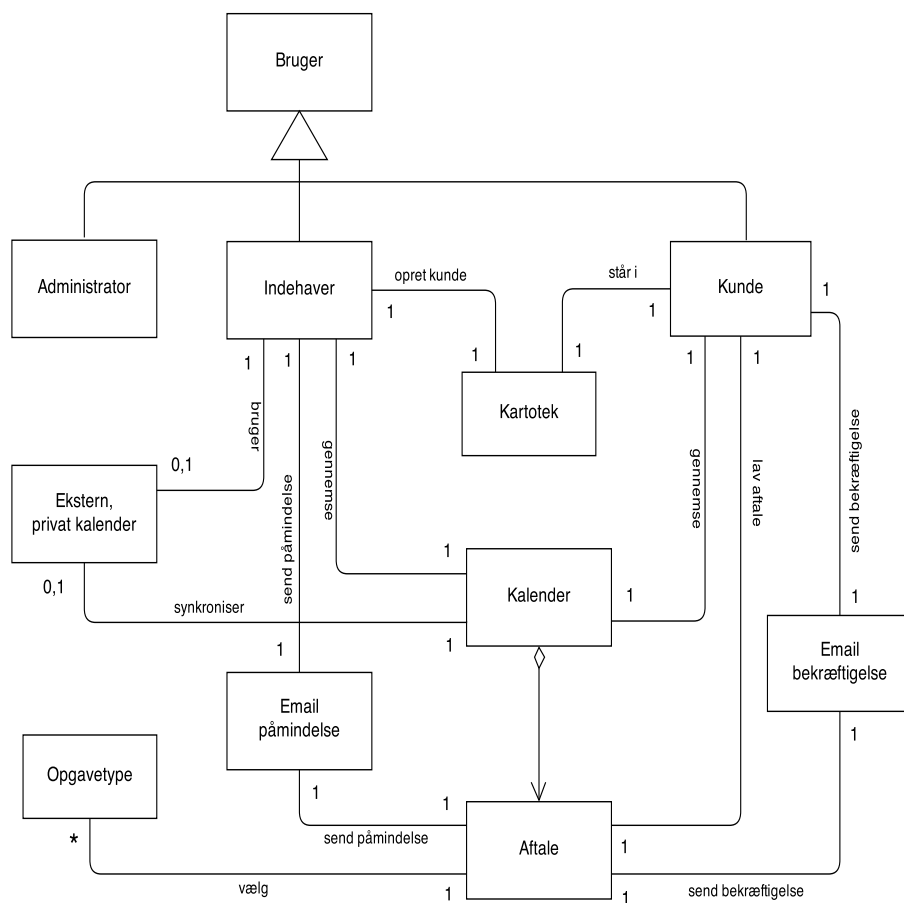 Bruger
Administrator
Indehaver
opret kunde
står i
Kunde
1
1
1
1
1
1
1
1
1
1
1
Kartotek
bruger
send påmindelse
gennemse
gennemse
lav aftale
send bekræftigelse
0,1
Ekstern,
privat kalender
0,1
synkroniser
1
Kalender
1
1
1
1
Email
påmindelse
Email
bekræftigelse
1
Opgavetype
*
1
1
send påmindelse
Aftale
1
vælg
1
1
send bekræftigelse